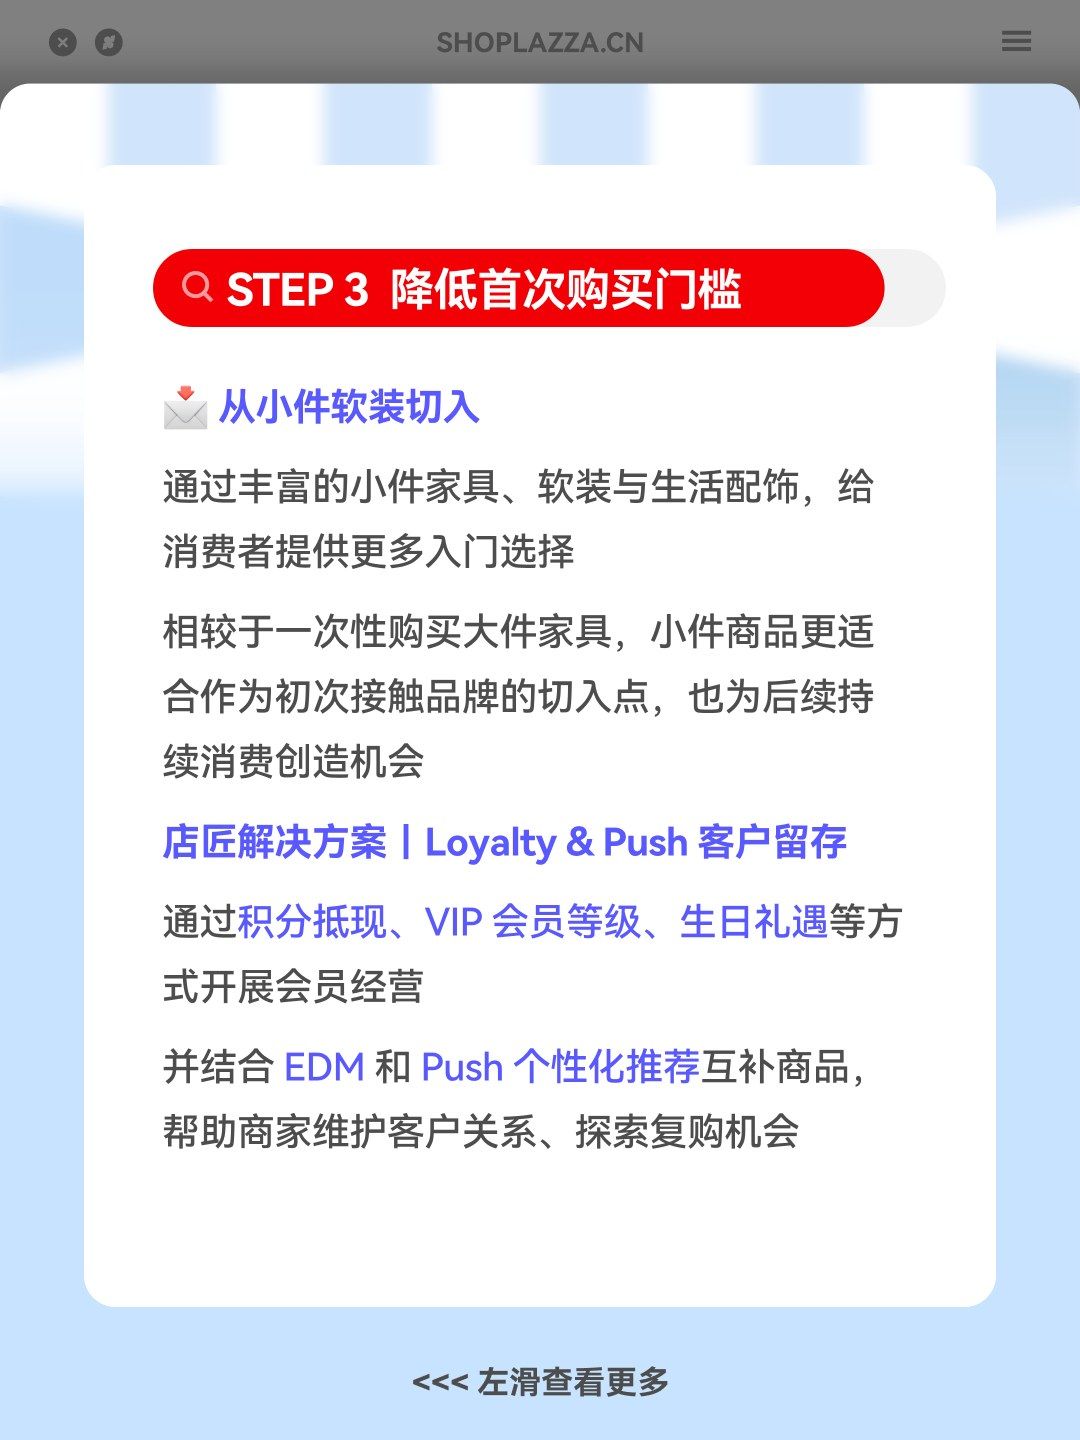 SHOPLAZZA.CN
STEP 3 降低首次购买门槛
从小件软装切入
通过丰富的小件家具、软装与生活配饰，给
消费者提供更多入门选择
相较于一次性购买大件家具，小件商品更适
合作为初次接触品牌的切入点，也为后续持
续消费创造机会
店匠解决方案丨Loyalty & Push 客户留存
通过积分抵现、VIP 会员等级、生日礼遇等方
式开展会员经营
并结合 EDM 和 Push 个性化推荐互补商品，
帮助商家维护客户关系、探索复购机会
<<< 左滑查看更多